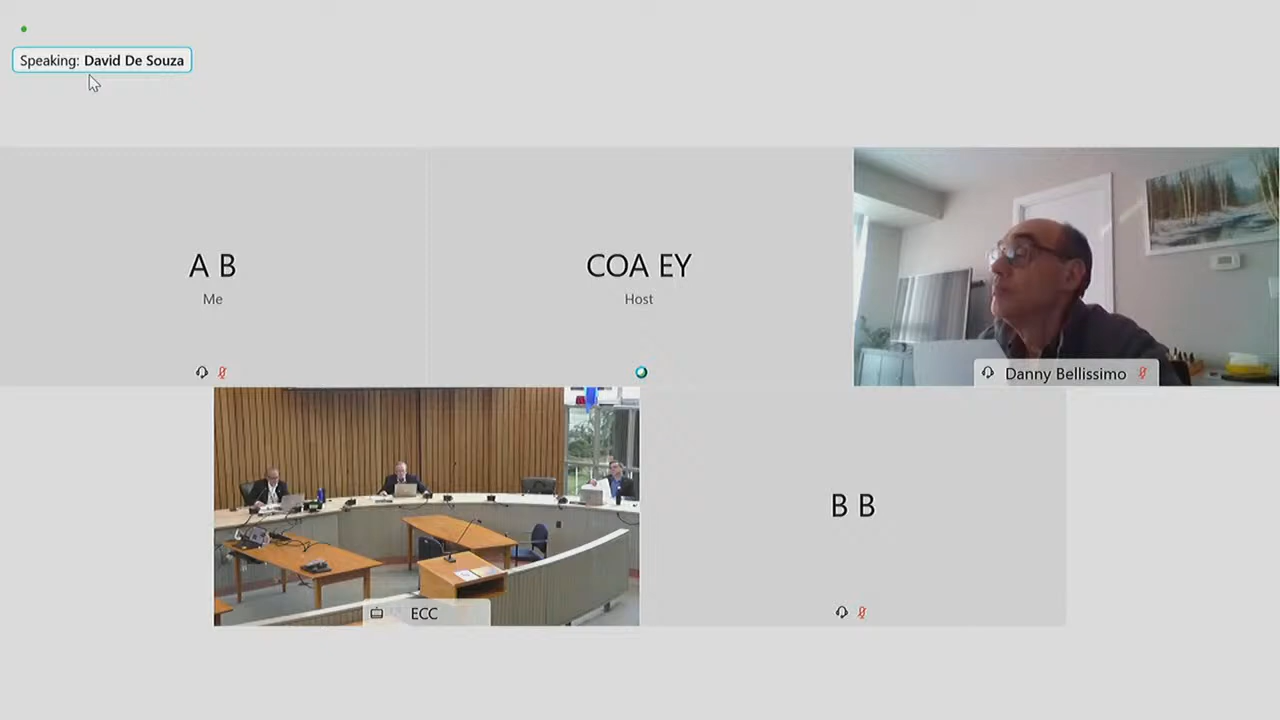 Speaking: David De Souza
A B
Me
COA EY
Host
Danny Bellissimo
ECC
B B